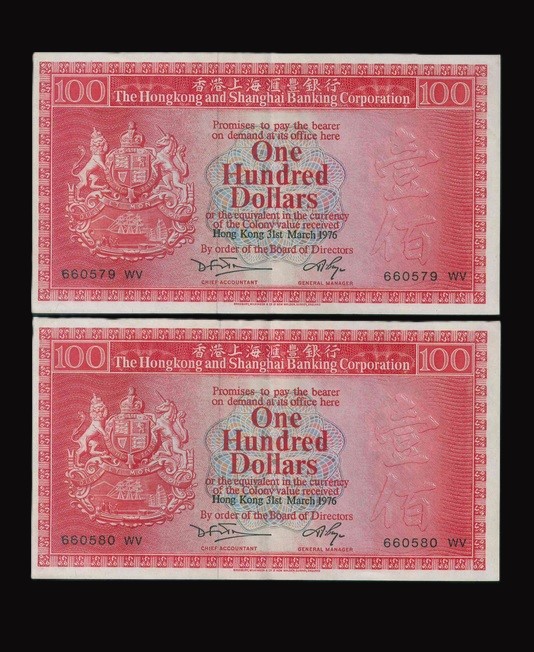 香港上海滙豐銀行
100 The Hongkong and Shanghai Banking Corporation 100
Promises to pay the bearer
on demand at its office here
One
Hundred
Dollars
or the equivalent in the currency
of the Colony value received
Hong Kong 31st March 1976
By order of the Board of Directors
壹佰
660579 WV 660579 WV
CHIEF ACCOUNTANT GENERAL MANAGER
香港上海滙豐銀行
100 The Hongkong and Shanghai Banking Corporation 100
Promises to pay the bearer
on demand at its office here
One
Hundred
Dollars
or the equivalent in the currency
of the Colony value received
Hong Kong 31st March 1976
By order of the Board of Directors
壹佰
660580 WV 660580 WV
CHIEF ACCOUNTANT GENERAL MANAGER